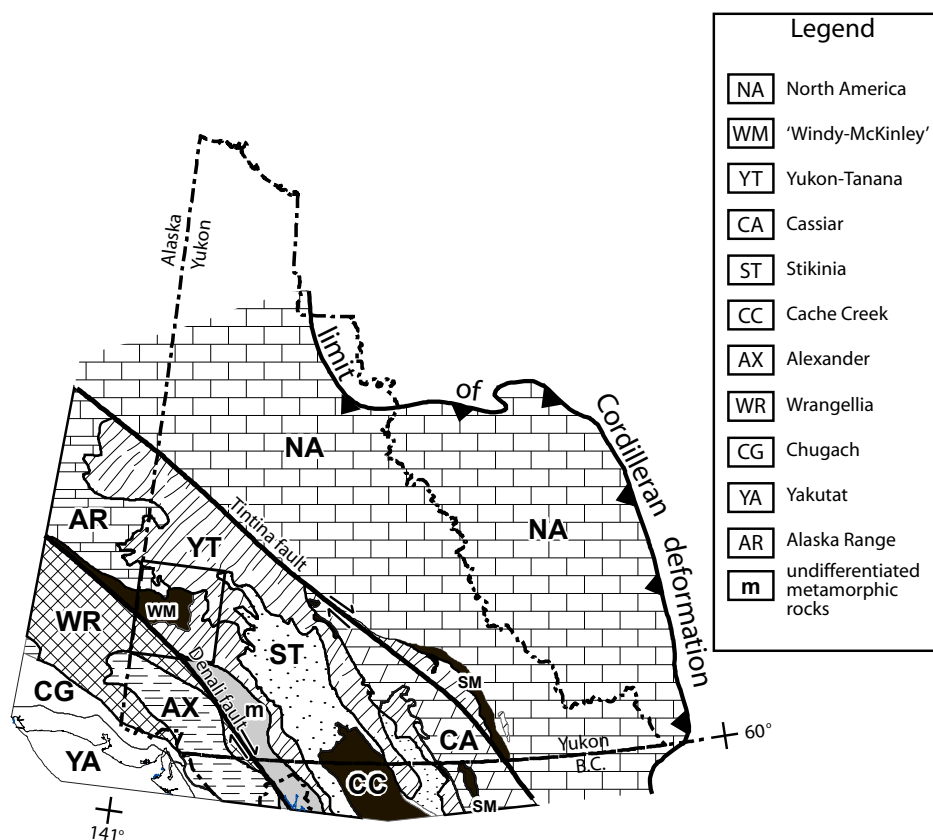 Legend
NA North America
WM 'Windy-McKinley'
YT Yukon-Tanana
CA Cassiar
ST Stikinia
CC Cache Creek
AX Alexander
WR Wrangellia
CG Chugach
YA Yakutat
AR Alaska Range
m undifferentiated
metamorphic
rocks
Alaska
Yukon
limit of Cordilleran deformation
NA
NA
AR
YT
Tintina fault
WM
WR
ST
SM
CG
Denali fault
m
AX
CA
YA
CC
SM
Yukon
B.C.
60°
141°